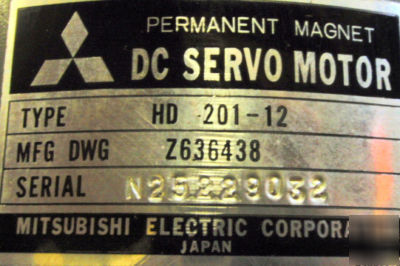 PERMANENT MAGNET
DC SERVO MOTOR
TYPE HD 201-12
MFG DWG Z636438
SERIAL N25229032
MITSUBISHI ELECTRIC CORPORA
JAPAN